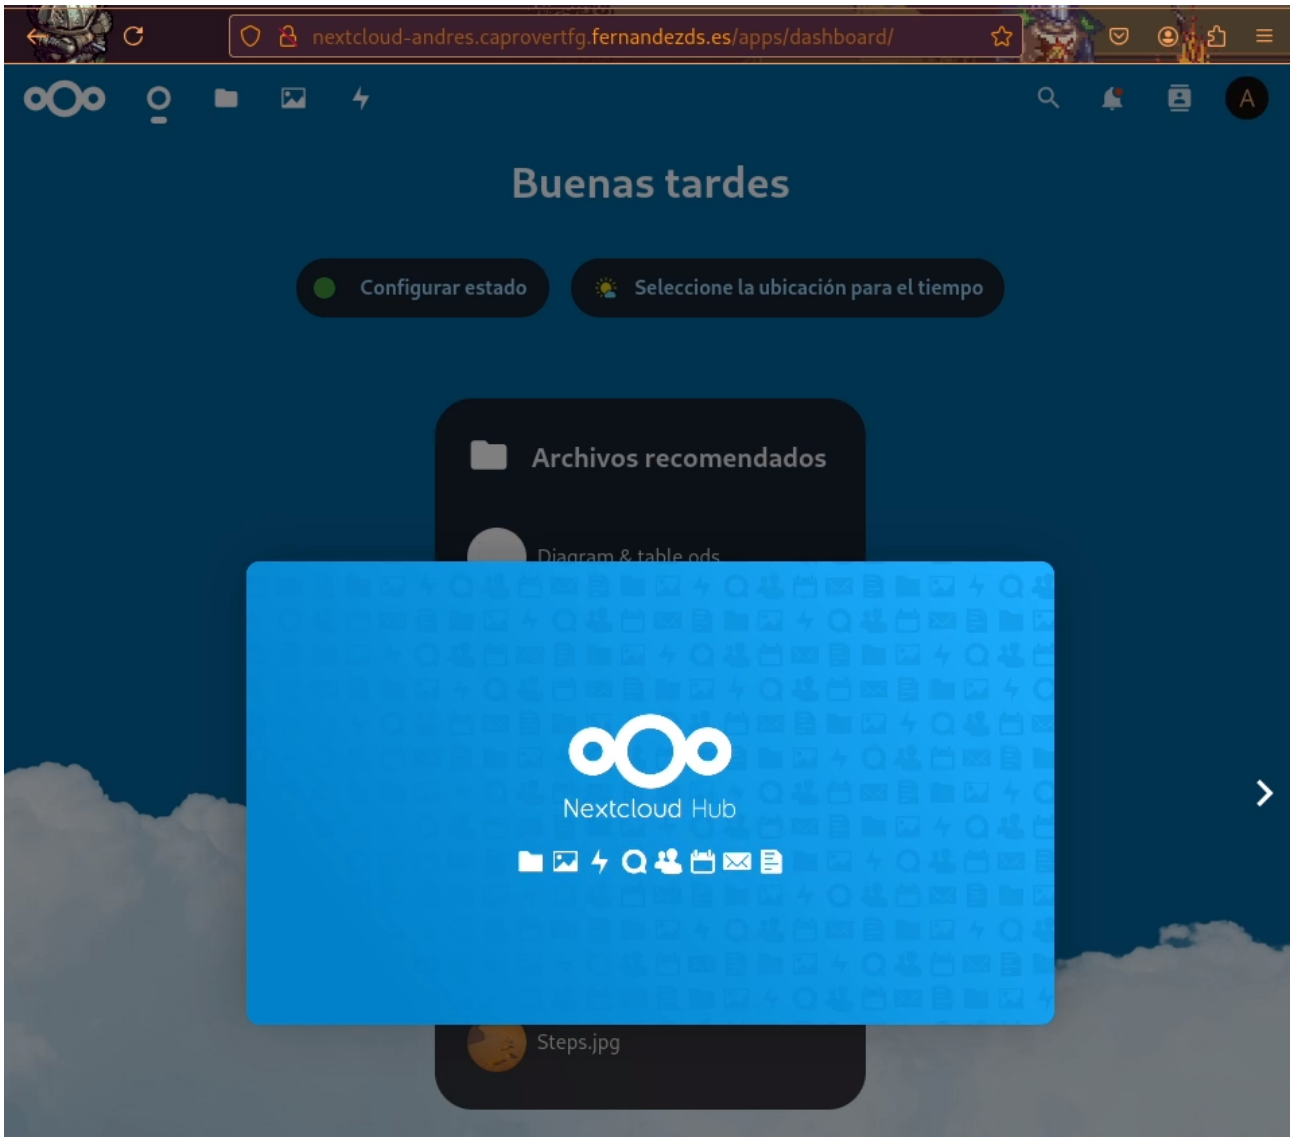 nextcloud-andres.caprovertfg.fernandezds.es/apps/dashboard/
A
Buenas tardes
Configurar estado
Seleccione la ubicación para el tiempo
Archivos recomendados
Diagram & table.ods
Nextcloud Hub
Steps.jpg